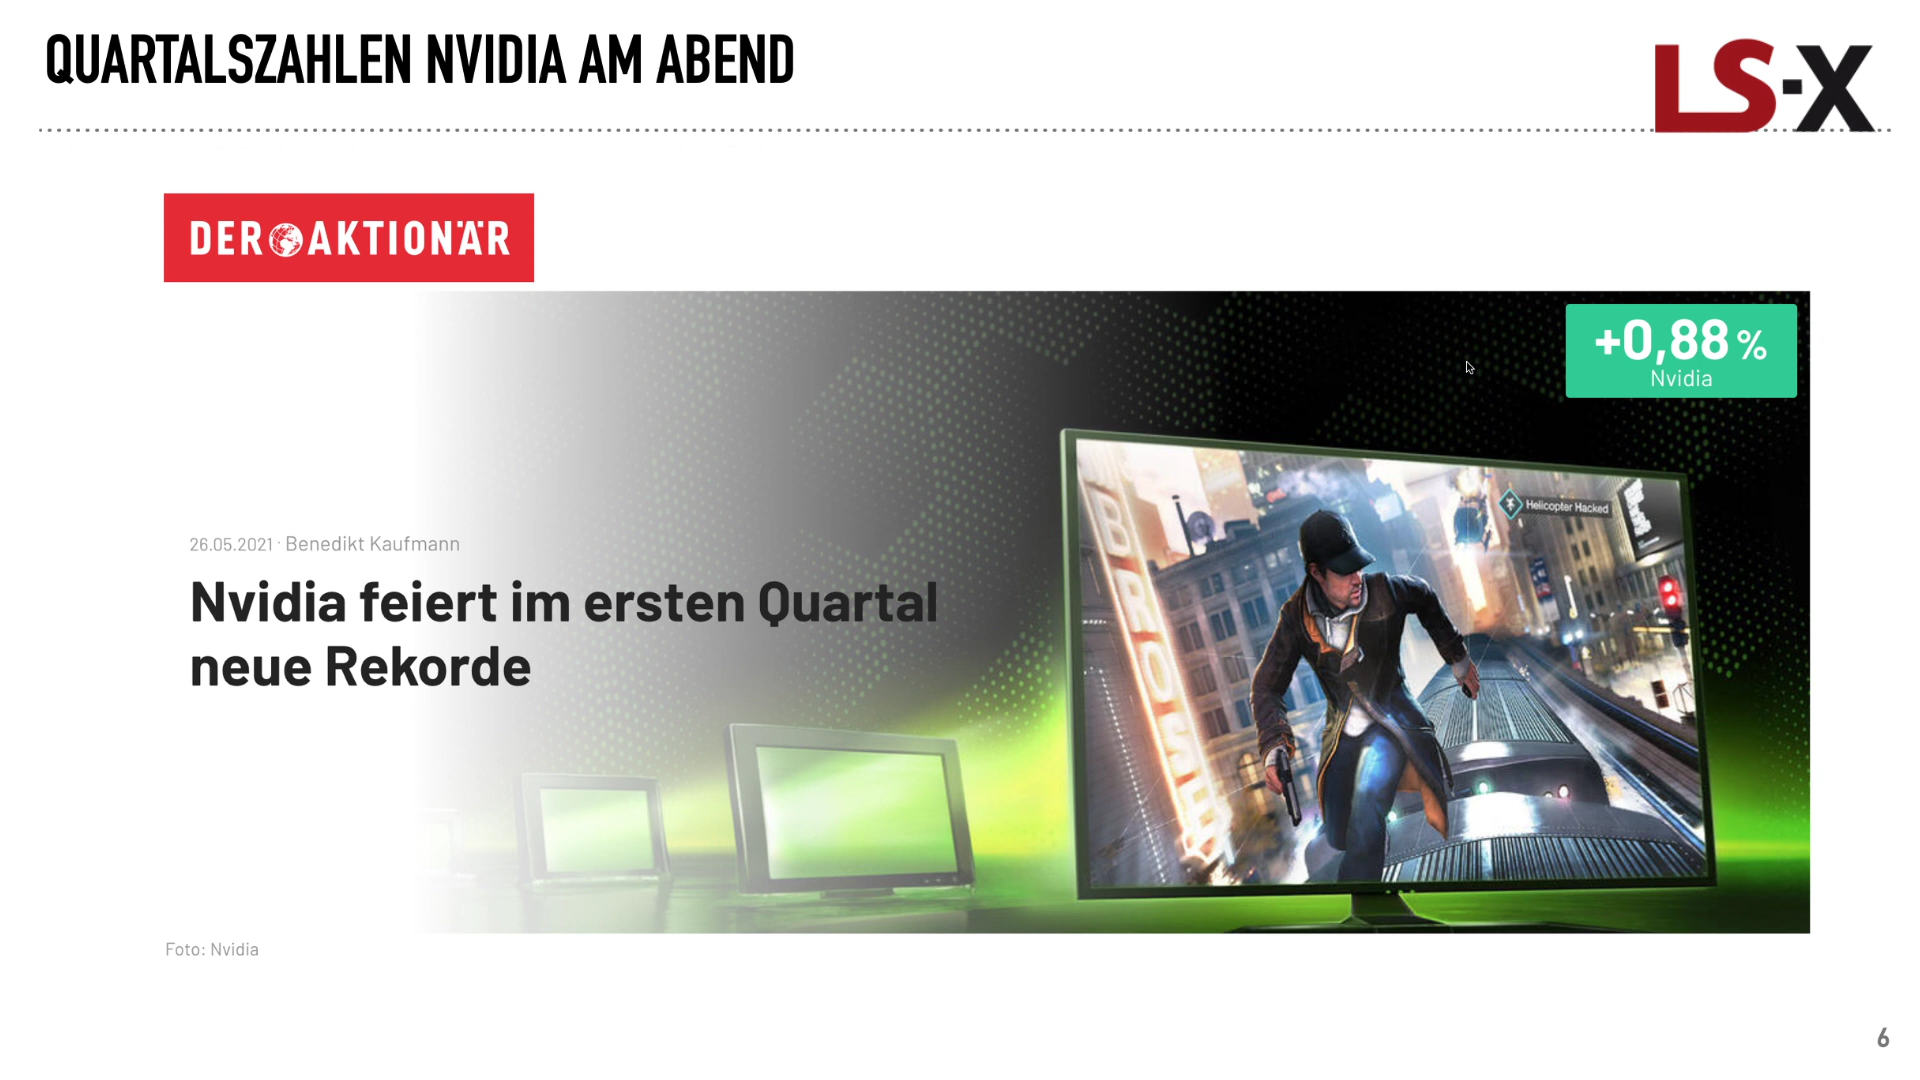 QUARTALSZAHLEN NVIDIA AM ABEND
LS-X
DER AKTIONÄR
+0,88 %
Nvidia
Helicopter Hacked
26.05.2021 · Benedikt Kaufmann
Nvidia feiert im ersten Quartal
neue Rekorde
Foto: Nvidia
6